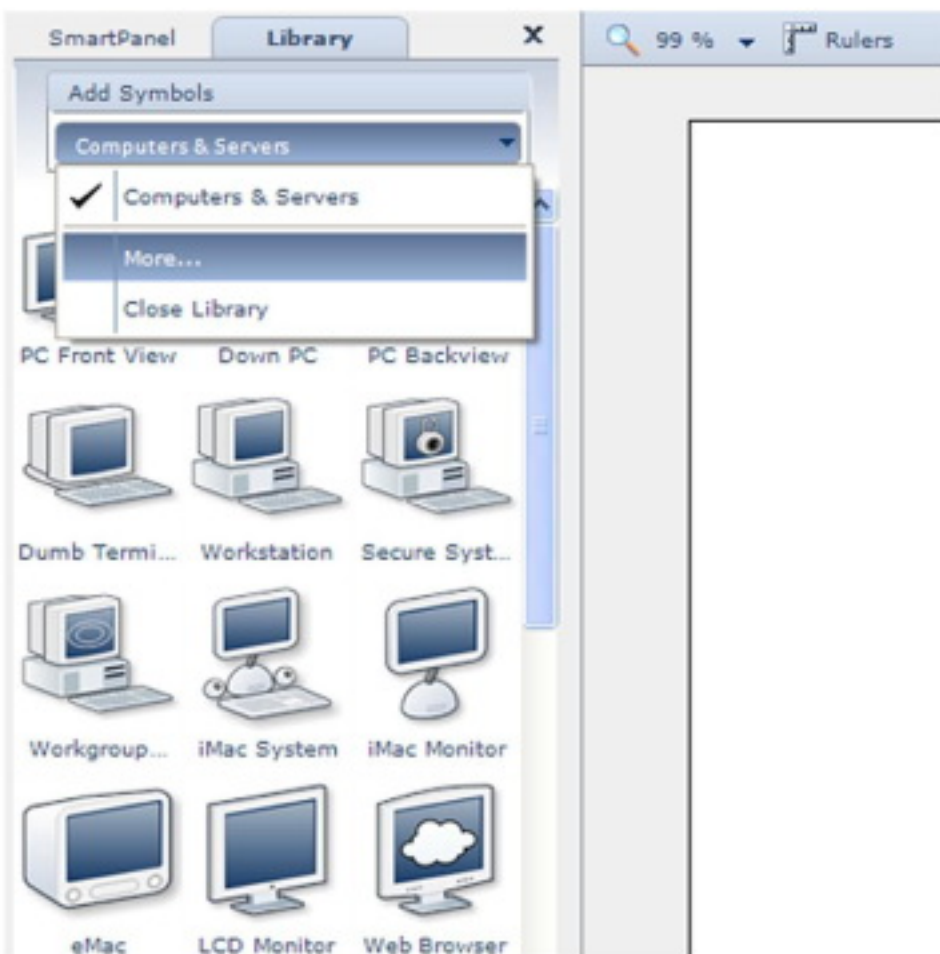 SmartPanel Library X 99 % Rulers
Add Symbols
Computers & Servers
Computers & Servers
More...
Close Library
PC Front View Down PC PC Backview
Dumb Termi... Workstation Secure Syst...
Workgroup... iMac System iMac Monitor
eMac LCD Monitor Web Browser